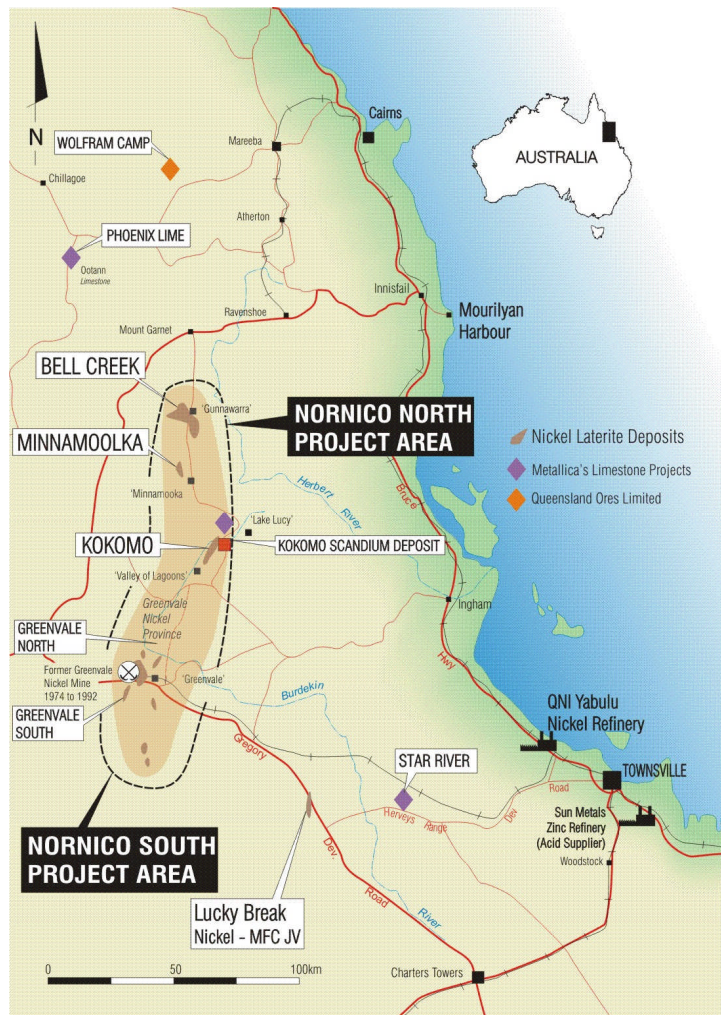 N
Cairns
WOLFRAM CAMP
Mareeba
AUSTRALIA
Chillagoe
Atherton
PHOENIX LIME
Ootann
Limestone
Innisfail
Mourilyan
Harbour
Ravenshoe
Mount Garnet
BELL CREEK
'Gunnawarra'
NORNICO NORTH
PROJECT AREA
MINNAMOOLKA
Nickel Laterite Deposits
Metallica's Limestone Projects
Queensland Ores Limited
'Minnamooka'
Herbert
River
Bruce
'Lake Lucy'
KOKOMO
KOKOMO SCANDIUM DEPOSIT
'Valley of Lagoons'
Greenvale
Nickel
Province
Ingham
Hwy
GREENVALE
NORTH
Former Greenvale
Nickel Mine
1974 to 1992
'Greenvale'
Burdekin
GREENVALE
SOUTH
QNI Yabulu
Nickel Refinery
Gregory
STAR RIVER
TOWNSVILLE
Road
Dev
Herveys Range
Sun Metals
Zinc Refinery
(Acid Supplier)
Woodstock
NORNICO SOUTH
PROJECT AREA
Dev.
Road
River
Lucky Break
Nickel - MFC JV
Charters Towers
0 50 100km